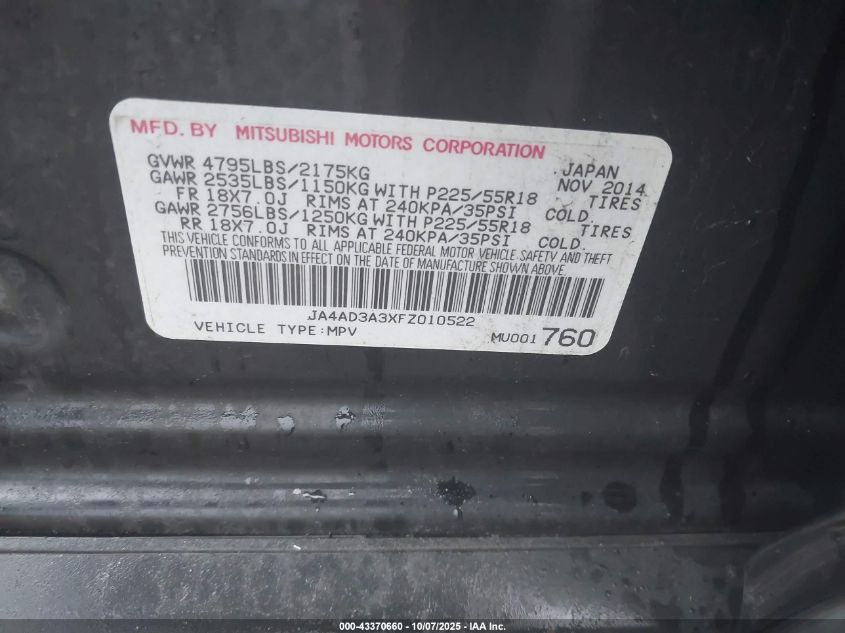 MFD. BY MITSUBISHI MOTORS CORPORATION
GVWR 4795LBS/2175KG JAPAN
GAWR 2535LBS/1150KG WITH P225/55R18 NOV 2014
FR 18X7.0J RIMS AT 240KPA/35PSI TIRES COLD.
GAWR 2756LBS/1250KG WITH P225/55R18 TIRES
RR 18X7.0J RIMS AT 240KPA/35PSI COLD.
THIS VEHICLE CONFORMS TO ALL APPLICABLE FEDERAL MOTOR VEHICLE SAFETY AND THEFT
PREVENTION STANDARDS IN EFFECT ON THE DATE OF MANUFACTURE SHOWN ABOVE.
JA4AD3A3XFZ010522
VEHICLE TYPE:MPV MU001 760
000-43370660 - 10/07/2025 - IAA Inc.